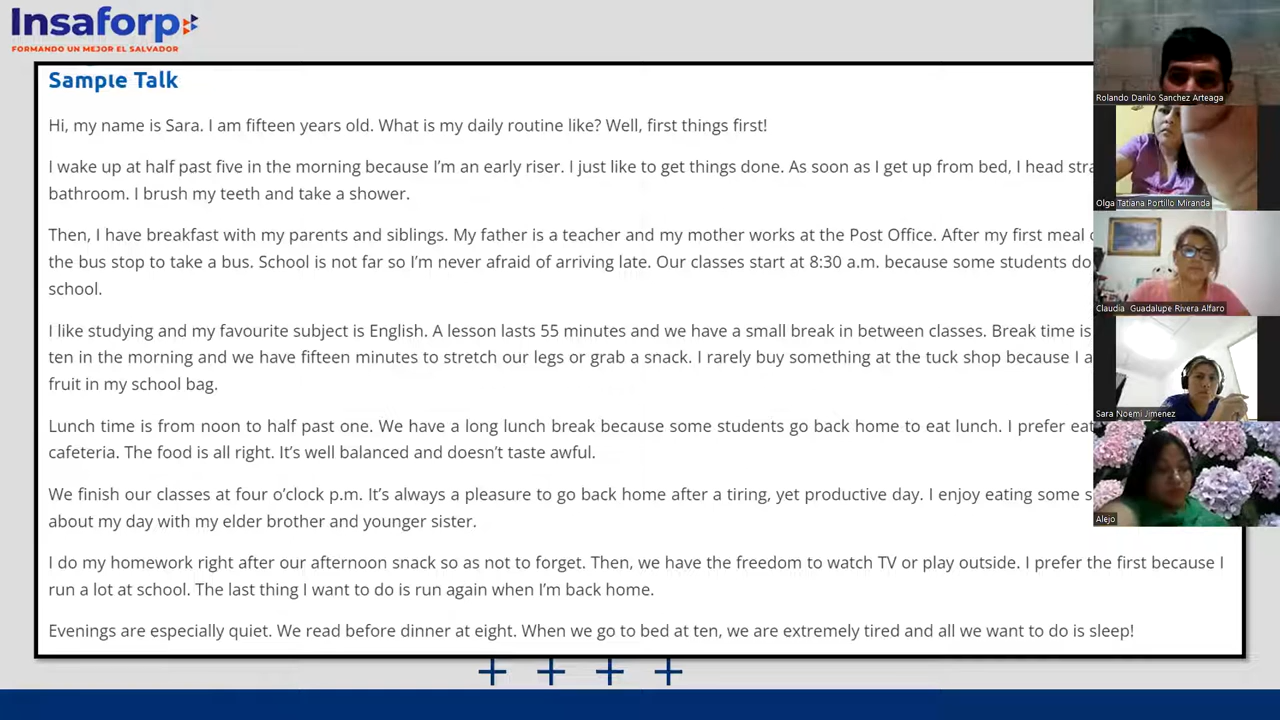 Insaforp
FORMANDO UN MEJOR EL SALVADOR
Sample Talk
Hi, my name is Sara. I am fifteen years old. What is my daily routine like? Well, first things first!
I wake up at half past five in the morning because I'm an early riser. I just like to get things done. As soon as I get up from bed, I head
bathroom. I brush my teeth and take a shower.
Then, I have breakfast with my parents and siblings. My father is a teacher and my mother works at the Post Office. After my first meal
the bus stop to take a bus. School is not far so I'm never afraid of arriving late. Our classes start at 8:30 a.m. because some students do
school.
I like studying and my favourite subject is English. A lesson lasts 55 minutes and we have a small break in between classes. Break time is
ten in the morning and we have fifteen minutes to stretch our legs or grab a snack. I rarely buy something at the tuck shop because I
fruit in my school bag.
Lunch time is from noon to half past one. We have a long lunch break because some students go back home to eat lunch. I prefer
cafeteria. The food is all right. It's well balanced and doesn't taste awful.
We finish our classes at four o'clock p.m. It's always a pleasure to go back home after a tiring, yet productive day. I enjoy eating some
about my day with my elder brother and younger sister.
I do my homework right after our afternoon snack so as not to forget. Then, we have the freedom to watch TV or play outside. I prefer the first because I
run a lot at school. The last thing I want to do is run again when I'm back home.
Evenings are especially quiet. We read before dinner at eight. When we go to bed at ten, we are extremely tired and all we want to do is sleep!
Rolando Danilo Sanchez Arteaga
Olga Tatiana Portillo Miranda
Claudia Guadalupe Rivera Alfaro
Sara Noemi Jimenez
Alejo